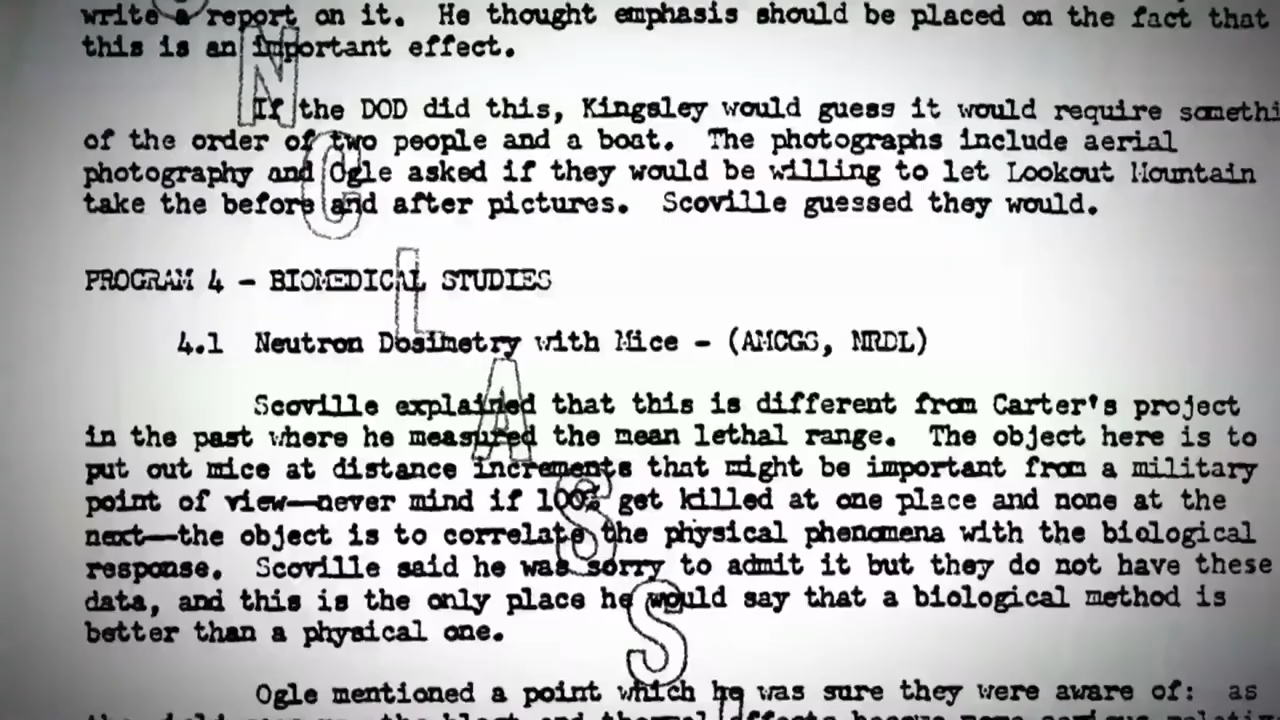 write a report on it. He thought emphasis should be placed on the fact that
this is an important effect.
If the DOD did this, Kingsley would guess it would require somethi
of the order of two people and a boat. The photographs include aerial
photography and Ogle asked if they would be willing to let Lookout Mountain
take the before and after pictures. Scoville guessed they would.
PROGRAM 4 - BIOMEDICAL STUDIES
4.1 Neutron Dosimetry with Mice - (AMCGS, NRDL)
Scoville explained that this is different from Carter's project
in the past where he measured the mean lethal range. The object here is to
put out mice at distance increments that might be important from a military
point of view—never mind if 100% get killed at one place and none at the
next—the object is to correlate the physical phenomena with the biological
response. Scoville said he was sorry to admit it but they do not have these
data, and this is the only place he would say that a biological method is
better than a physical one.
Ogle mentioned a point which he was sure they were aware of: as
N
C
L
A
S
S